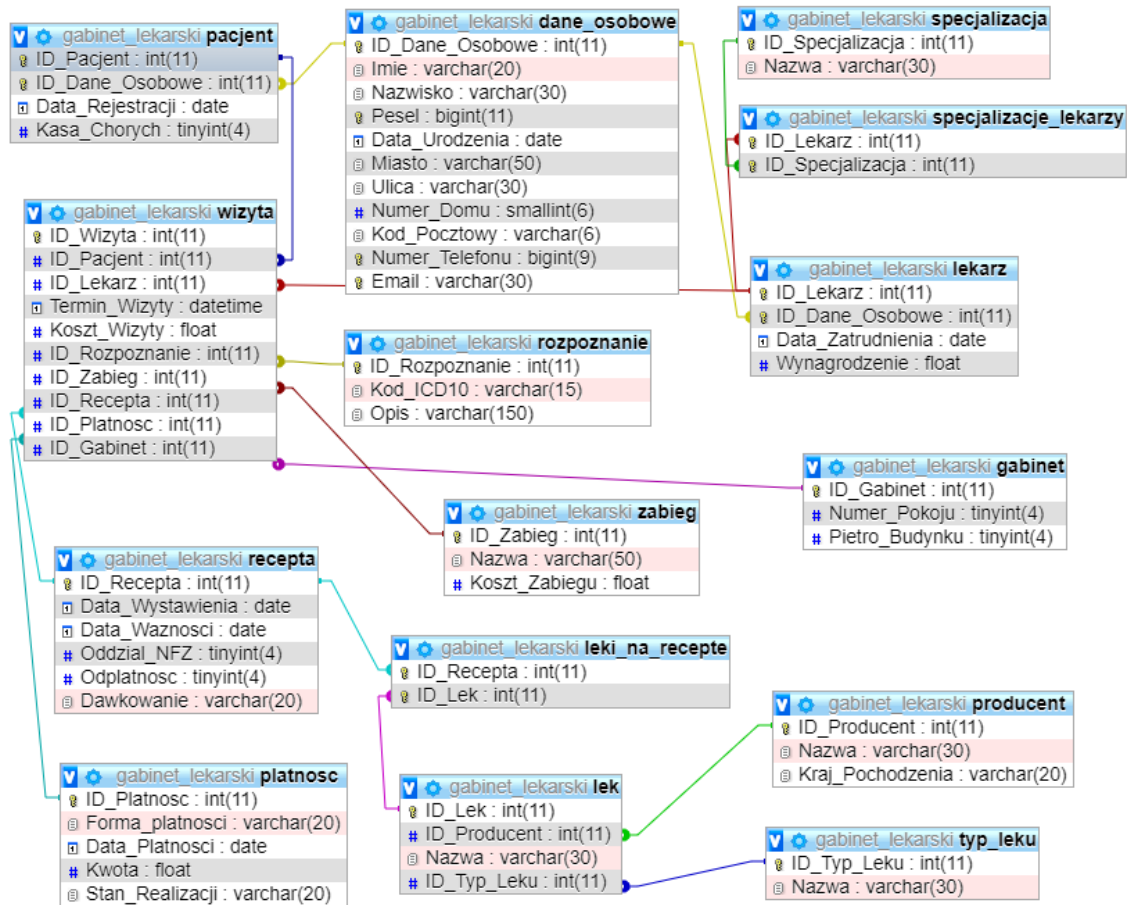 gabinet_lekarski pacjent
ID_Pacjent : int(11)
ID_Dane_Osobowe : int(11)
Data_Rejestracji : date
# Kasa_Chorych : tinyint(4)
gabinet_lekarski dane_osobowe
ID_Dane_Osobowe : int(11)
Imie : varchar(20)
Nazwisko : varchar(30)
Pesel : bigint(11)
Data_Urodzenia : date
Miasto : varchar(50)
Ulica : varchar(30)
# Numer_Domu : smallint(6)
Kod_Pocztowy : varchar(6)
Numer_Telefonu : bigint(9)
Email : varchar(30)
gabinet_lekarski specjalizacja
ID_Specjalizacja : int(11)
Nazwa : varchar(30)
gabinet_lekarski specjalizacje_lekarzy
ID_Lekarz : int(11)
ID_Specjalizacja : int(11)
gabinet_lekarski wizyta
ID_Wizyta : int(11)
# ID_Pacjent : int(11)
# ID_Lekarz : int(11)
Termin_Wizyty : datetime
# Koszt_Wizyty : float
# ID_Rozpoznanie : int(11)
# ID_Zabieg : int(11)
# ID_Recepta : int(11)
# ID_Platnosc : int(11)
# ID_Gabinet : int(11)
gabinet_lekarski lekarz
ID_Lekarz : int(11)
ID_Dane_Osobowe : int(11)
Data_Zatrudnienia : date
# Wynagrodzenie : float
gabinet_lekarski rozpoznanie
ID_Rozpoznanie : int(11)
Kod_ICD10 : varchar(15)
Opis : varchar(150)
gabinet_lekarski gabinet
ID_Gabinet : int(11)
# Numer_Pokoju : tinyint(4)
# Pietro_Budynku : tinyint(4)
gabinet_lekarski zabieg
ID_Zabieg : int(11)
Nazwa : varchar(50)
# Koszt_Zabiegu : float
gabinet_lekarski recepta
ID_Recepta : int(11)
Data_Wystawienia : date
Data_Waznosci : date
# Oddzial_NFZ : tinyint(4)
# Odplatnosc : tinyint(4)
Dawkowanie : varchar(20)
gabinet_lekarski leki_na_recepte
ID_Recepta : int(11)
ID_Lek : int(11)
gabinet_lekarski producent
ID_Producent : int(11)
Nazwa : varchar(30)
Kraj_Pochodzenia : varchar(20)
gabinet_lekarski platnosc
ID_Platnosc : int(11)
Forma_platnosci : varchar(20)
Data_Platnosci : date
# Kwota : float
Stan_Realizacji : varchar(20)
gabinet_lekarski lek
ID_Lek : int(11)
# ID_Producent : int(11)
Nazwa : varchar(30)
# ID_Typ_Leku : int(11)
gabinet_lekarski typ_leku
ID_Typ_Leku : int(11)
Nazwa : varchar(30)